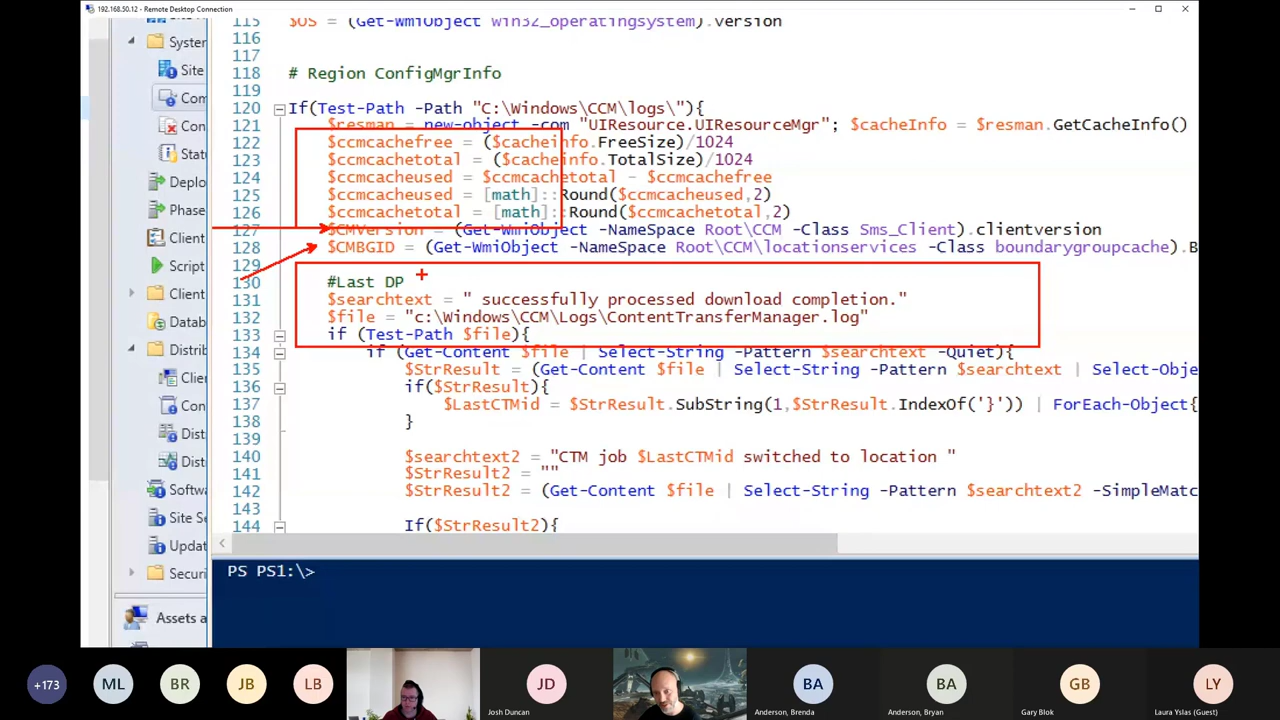 192.168.50.12 - Remote Desktop Connection
115 $OS = (Get-WmiObject win32_operatingsystem).version
116
117
118 # Region ConfigMgrInfo
119
120 If(Test-Path -Path "C:\Windows\CCM\logs\"){
121 $resman = new-object -com "UIResource.UIResourceMgr"; $cacheInfo = $resman.GetCacheInfo()
122 $ccmcachefree = ($cacheinfo.FreeSize)/1024
123 $ccmcachetotal = ($cacheinfo.TotalSize)/1024
124 $ccmcacheused = $ccmcachetotal - $ccmcachefree
125 $ccmcacheused = [math]::Round($ccmcacheused,2)
126 $ccmcachetotal = [math]::Round($ccmcachetotal,2)
127 $CMVersion = (Get-WmiObject -NameSpace Root\CCM -Class Sms_Client).clientversion
128 $CMBGID = (Get-WmiObject -NameSpace Root\CCM\locationservices -Class boundarygroupcache).B
129
130 #Last DP
131 $searchtext = " successfully processed download completion."
132 $file = "c:\Windows\CCM\Logs\ContentTransferManager.log"
133 if (Test-Path $file){
134 if (Get-Content $file | Select-String -Pattern $searchtext -Quiet){
135 $StrResult = (Get-Content $file | Select-String -Pattern $searchtext | Select-Obje
136 if($StrResult){
137 $LastCTMid = $StrResult.SubString(1,$StrResult.IndexOf('}')) | ForEach-Object{
138 }
139
140 $searchtext2 = "CTM job $LastCTMid switched to location "
141 $StrResult2 = ""
142 $StrResult2 = (Get-Content $file | Select-String -Pattern $searchtext2 -SimpleMatc
143
144 If($StrResult2){
PS PS1:\>
System
Site
Com
Con
Statu
Deplo
Phase
Client
Script
Client
Datab
Distri
Clie
Con
Dist
Dist
Softwa
Site Se
Updat
Securi
Assets a
+173
ML
BR
JB
LB
JD
Josh Duncan
BA
Anderson, Brenda
BA
Anderson, Bryan
GB
Gary Blok
LY
Laura Yslas (Guest)